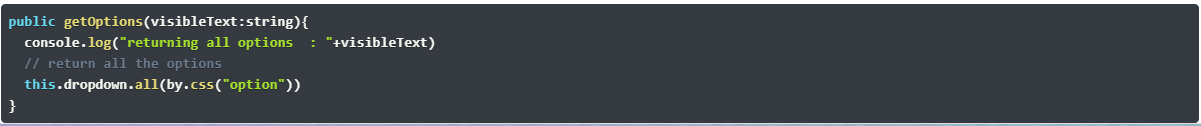 public getOptions(visibleText:string){
  console.log("returning all options  : "+visibleText)
  // return all the options
  this.dropdown.all(by.css("option"))
}